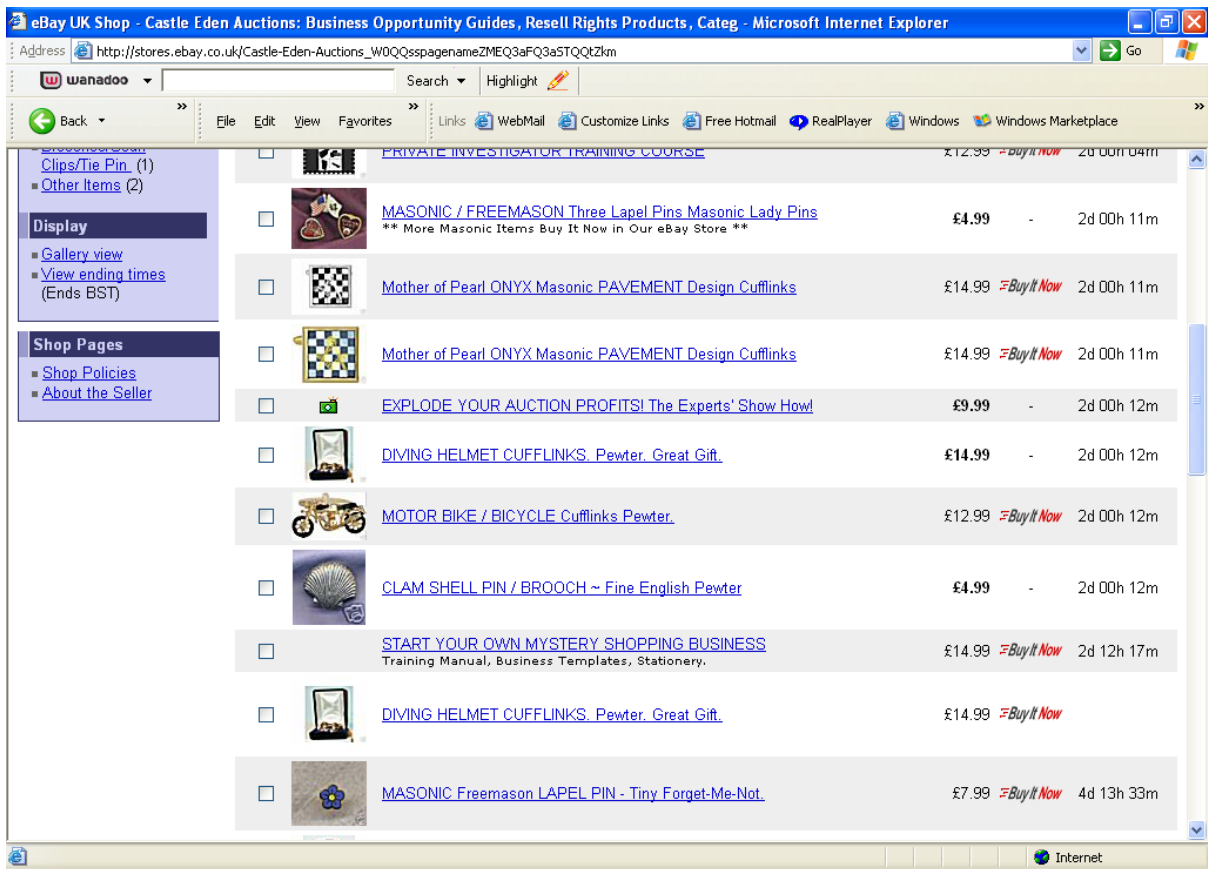 eBay UK Shop - Castle Eden Auctions: Business Opportunity Guides, Resell Rights Products, Categ - Microsoft Internet Explorer
Address http://stores.ebay.co.uk/Castle-Eden-Auctions_W0QQsspagenameZMEQ3aFQ3aSTQQtZkm Go
wanadoo Search Highlight
Back » File Edit View Favorites » Links WebMail Customize Links Free Hotmail RealPlayer Windows Windows Marketplace »
Clips/Tie Pin (1)
Other Items (2)
Display
Gallery view
View ending times
(Ends BST)
Shop Pages
Shop Policies
About the Seller
PRIVATE INVESTIGATOR TRAINING COURSE £12.99 Buy It Now 2d 00h 04m
MASONIC / FREEMASON Three Lapel Pins Masonic Lady Pins £4.99 - 2d 00h 11m
** More Masonic Items Buy It Now in Our eBay Store **
Mother of Pearl ONYX Masonic PAVEMENT Design Cufflinks £14.99 Buy It Now 2d 00h 11m
Mother of Pearl ONYX Masonic PAVEMENT Design Cufflinks £14.99 Buy It Now 2d 00h 11m
EXPLODE YOUR AUCTION PROFITS! The Experts' Show How! £9.99 - 2d 00h 12m
DIVING HELMET CUFFLINKS. Pewter. Great Gift. £14.99 - 2d 00h 12m
MOTOR BIKE / BICYCLE Cufflinks Pewter. £12.99 Buy It Now 2d 00h 12m
CLAM SHELL PIN / BROOCH ~ Fine English Pewter £4.99 - 2d 00h 12m
START YOUR OWN MYSTERY SHOPPING BUSINESS £14.99 Buy It Now 2d 12h 17m
Training Manual, Business Templates, Stationery.
DIVING HELMET CUFFLINKS. Pewter. Great Gift. £14.99 Buy It Now
MASONIC Freemason LAPEL PIN - Tiny Forget-Me-Not. £7.99 Buy It Now 4d 13h 33m
Internet